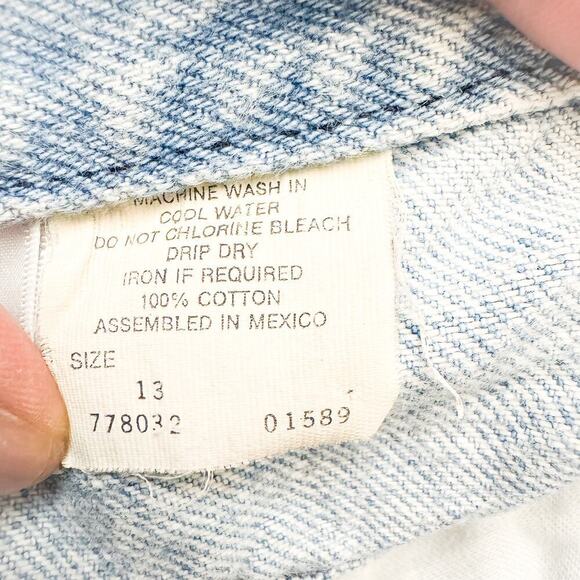 MACHINE WASH IN
COOL WATER
DO NOT CHLORINE BLEACH
DRIP DRY
IRON IF REQUIRED
100% COTTON
ASSEMBLED IN MEXICO
SIZE
13
778032 01589